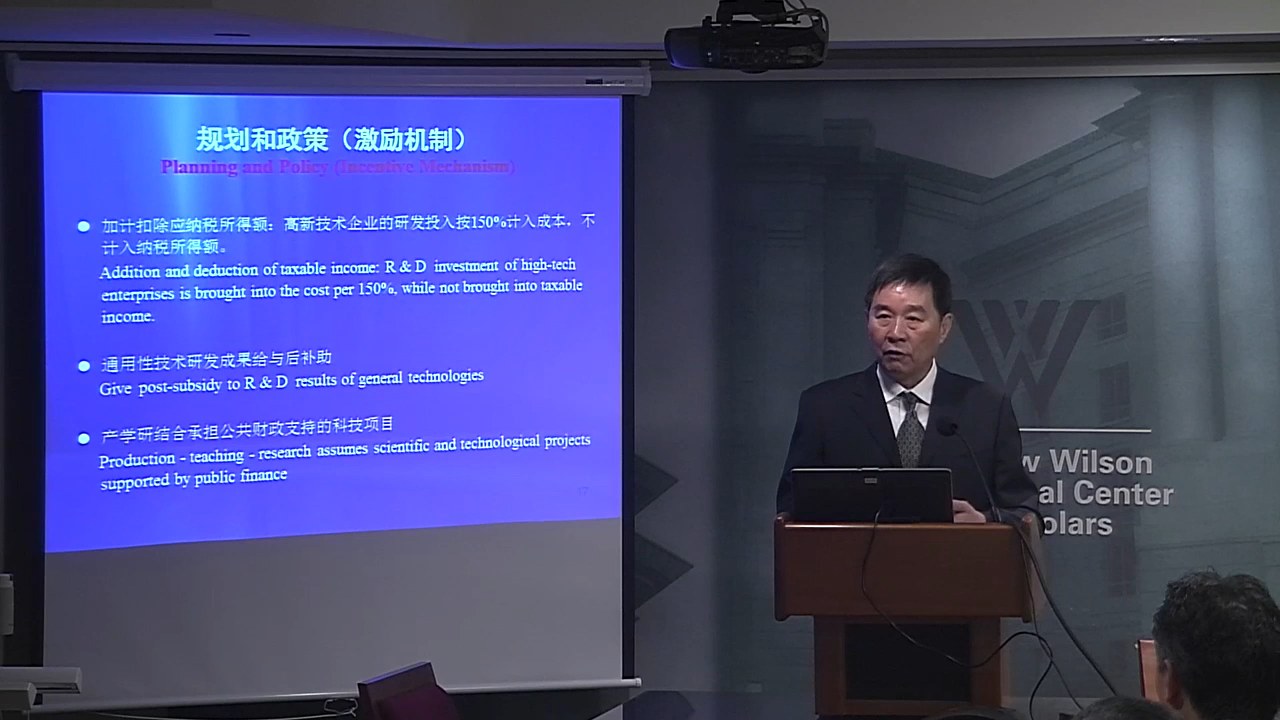 规划和政策（激励机制）
Planning and Policy (Incentive Mechanism)
加计扣除应纳税所得额：高新技术企业的研发投入按150%计入成本，不
计入纳税所得额。
Addition and deduction of taxable income: R & D investment of high-tech
enterprises is brought into the cost per 150%, while not brought into taxable
income.
通用性技术研发成果给与后补助
Give post-subsidy to R & D results of general technologies
产学研结合承担公共财政支持的科技项目
Production - teaching - research assumes scientific and technological projects
supported by public finance
17
W
w Wilson
al Center
olars